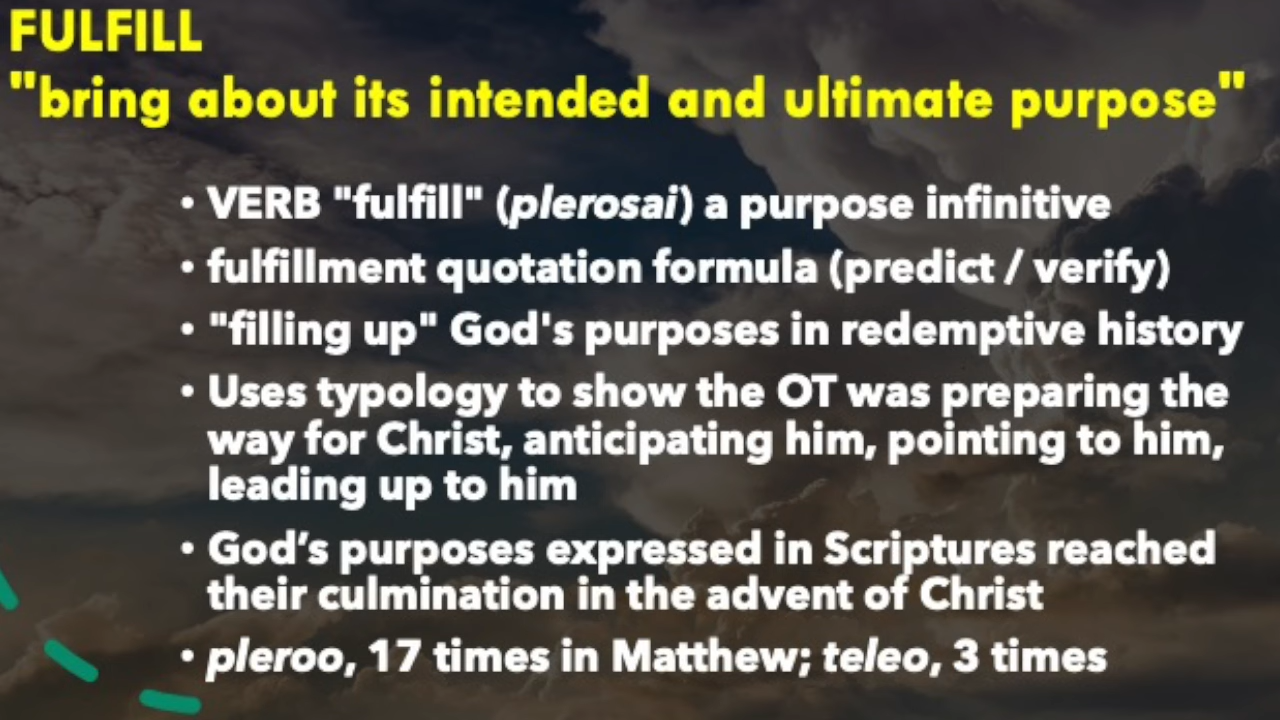 FULFILL
"bring about its intended and ultimate purpose"
• VERB "fulfill" (plerosai) a purpose infinitive
• fulfillment quotation formula (predict / verify)
• "filling up" God's purposes in redemptive history
• Uses typology to show the OT was preparing the
way for Christ, anticipating him, pointing to him,
leading up to him
• God’s purposes expressed in Scriptures reached
their culmination in the advent of Christ
• pleroo, 17 times in Matthew; teleo, 3 times